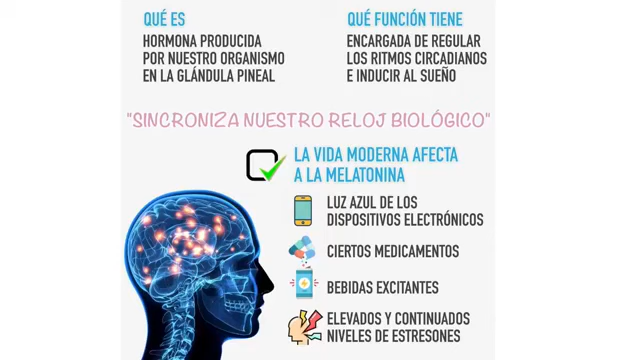 QUÉ ES
HORMONA PRODUCIDA
POR NUESTRO ORGANISMO
EN LA GLÁNDULA PINEAL
QUÉ FUNCIÓN TIENE
ENCARGADA DE REGULAR
LOS RITMOS CIRCADIANOS
E INDUCIR AL SUEÑO
"SINCRONIZA NUESTRO RELOJ BIOLÓGICO"
LA VIDA MODERNA AFECTA
A LA MELATONINA
LUZ AZUL DE LOS
DISPOSITIVOS ELECTRÓNICOS
CIERTOS MEDICAMENTOS
BEBIDAS EXCITANTES
ELEVADOS Y CONTINUADOS
NIVELES DE ESTRESORES